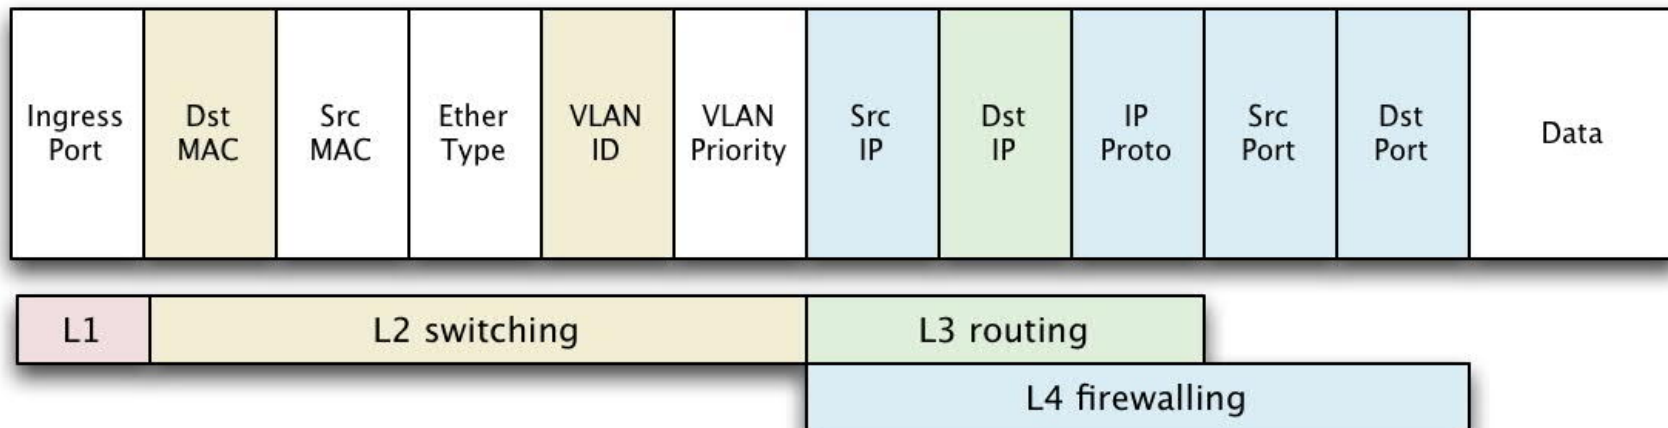 Ingress
Port
Dst
MAC
Src
MAC
Ether
Type
VLAN
ID
VLAN
Priority
Src
IP
Dst
IP
IP
Proto
Src
Port
Dst
Port
Data
L1
L2 switching
L3 routing
L4 firewalling